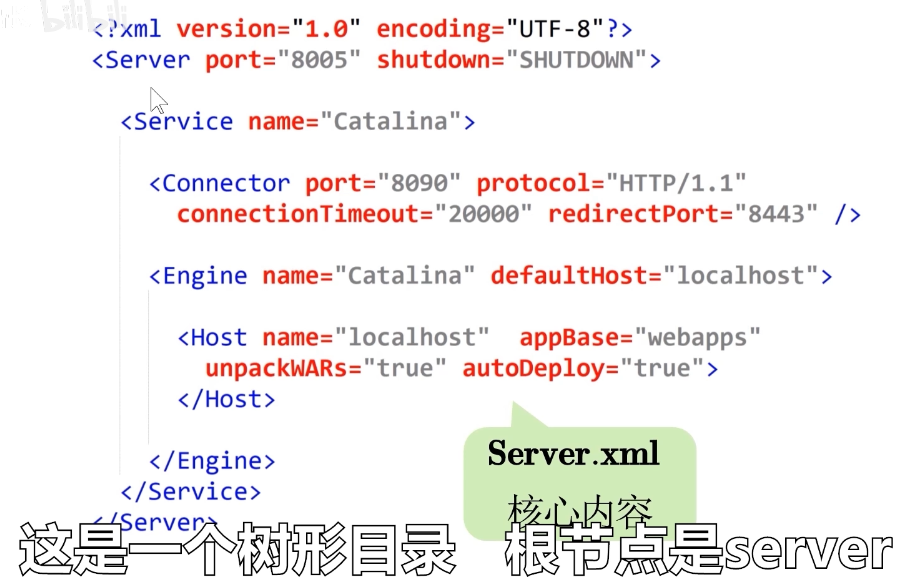 bilibili
<?xml version="1.0" encoding="UTF-8"?>
<Server port="8005" shutdown="SHUTDOWN">
<Service name="Catalina">
<Connector port="8090" protocol="HTTP/1.1"
connectionTimeout="20000" redirectPort="8443" />
<Engine name="Catalina" defaultHost="localhost">
<Host name="localhost" appBase="webapps"
unpackWARs="true" autoDeploy="true">
</Host>
</Engine>
</Service>
</Server>
Server.xml
核心内容
这是一个树形目录 根节点是server